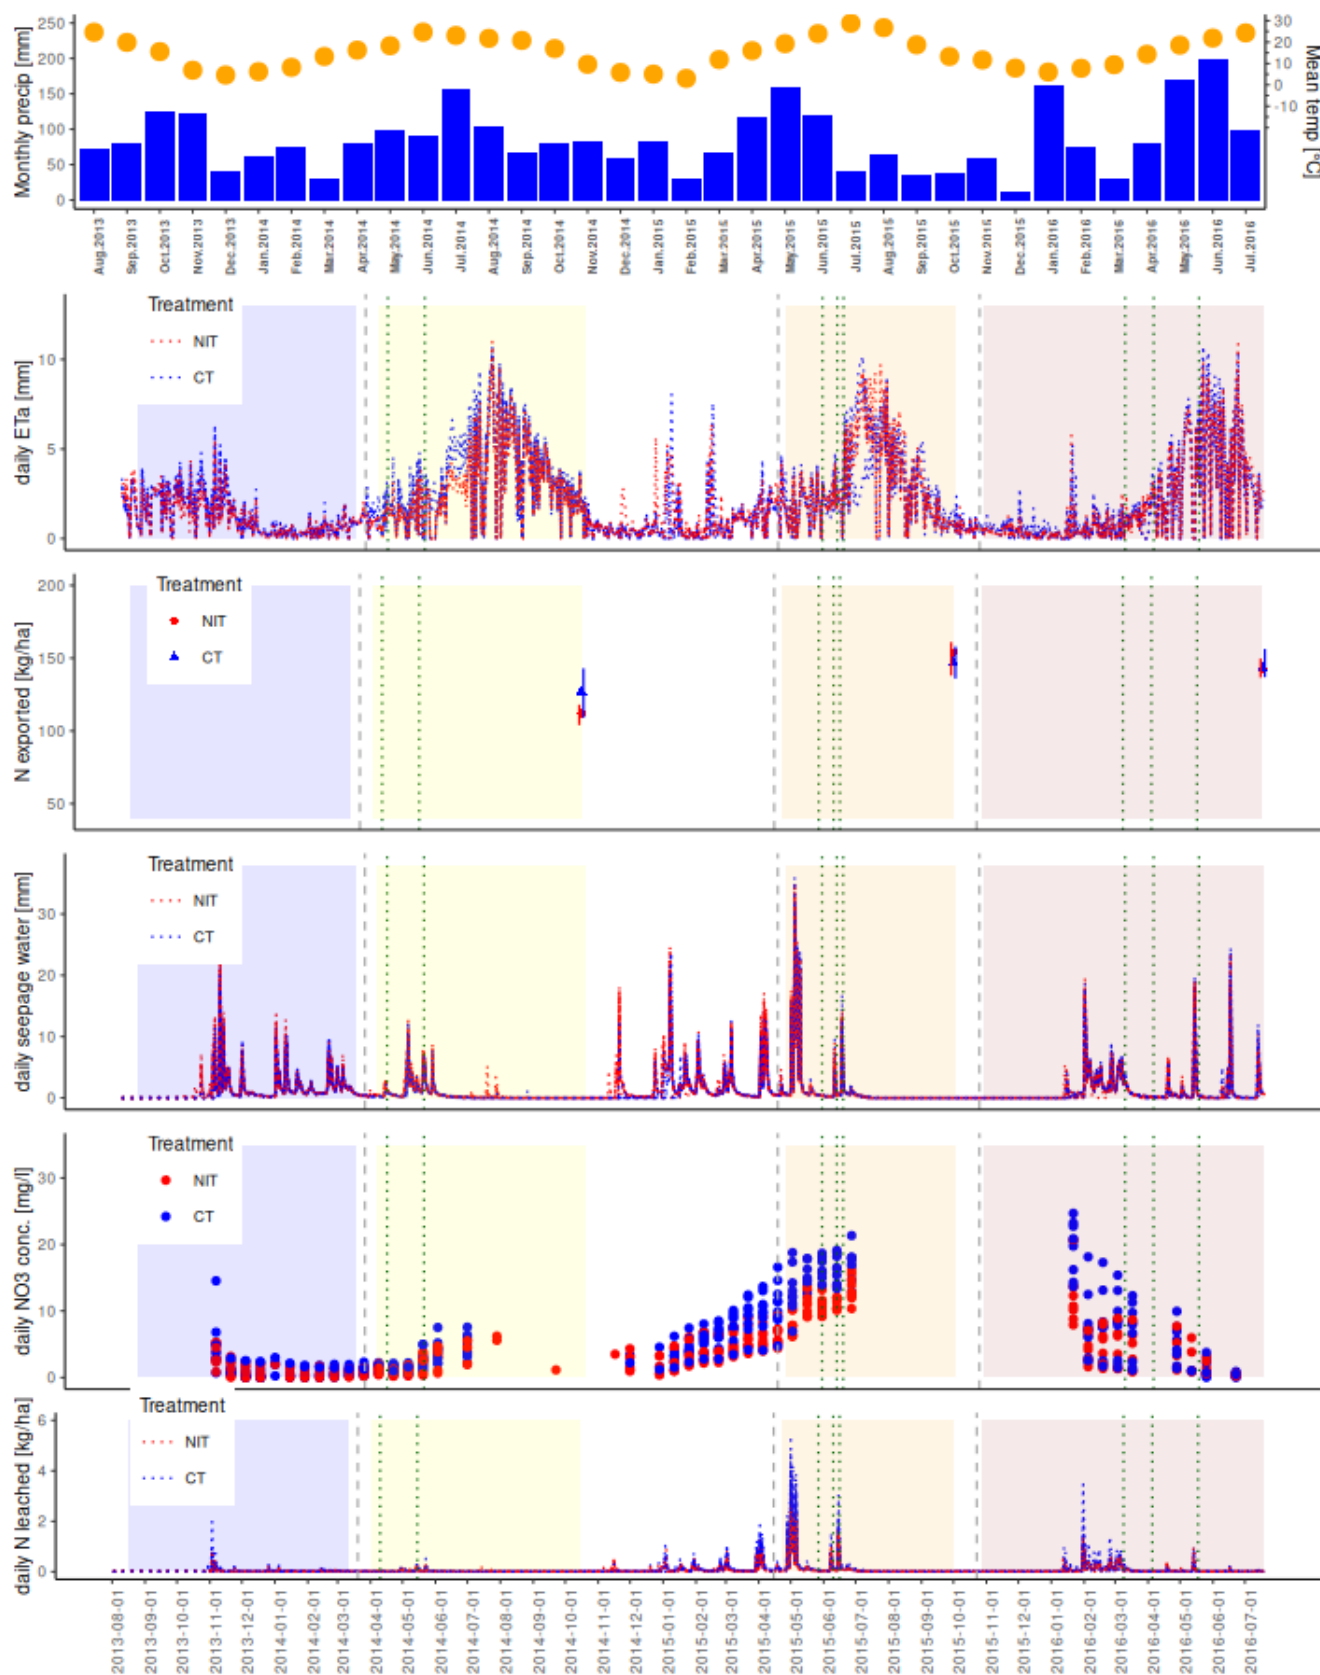 Monthly precip [mm]
250
200
150
100
50
0
30
20
10
0
-10
Mean temp [°C]
Aug.2013
Sep.2013
Oct.2013
Nov.2013
Dec.2013
Jan.2014
Feb.2014
Mar.2014
Apr.2014
May.2014
Jun.2014
Jul.2014
Aug.2014
Sep.2014
Oct.2014
Nov.2014
Dec.2014
Jan.2015
Feb.2015
Mar.2015
Apr.2015
May.2015
Jun.2015
Jul.2015
Aug.2015
Sep.2015
Oct.2015
Nov.2015
Dec.2015
Jan.2016
Feb.2016
Mar.2016
Apr.2016
May.2016
Jun.2016
Jul.2016
daily ETa [mm]
10
5
0
Treatment
NIT
CT
N exported [kg/ha]
200
150
100
50
Treatment
NIT
CT
daily seepage water [mm]
30
20
10
0
Treatment
NIT
CT
daily NO3 conc. [mg/l]
30
20
10
0
Treatment
NIT
CT
daily N leached [kg/ha]
6
4
2
0
Treatment
NIT
CT
2013-08-01
2013-09-01
2013-10-01
2013-11-01
2013-12-01
2014-01-01
2014-02-01
2014-03-01
2014-04-01
2014-05-01
2014-06-01
2014-07-01
2014-08-01
2014-09-01
2014-10-01
2014-11-01
2014-12-01
2015-01-01
2015-02-01
2015-03-01
2015-04-01
2015-05-01
2015-06-01
2015-07-01
2015-08-01
2015-09-01
2015-10-01
2015-11-01
2015-12-01
2016-01-01
2016-02-01
2016-03-01
2016-04-01
2016-05-01
2016-06-01
2016-07-01